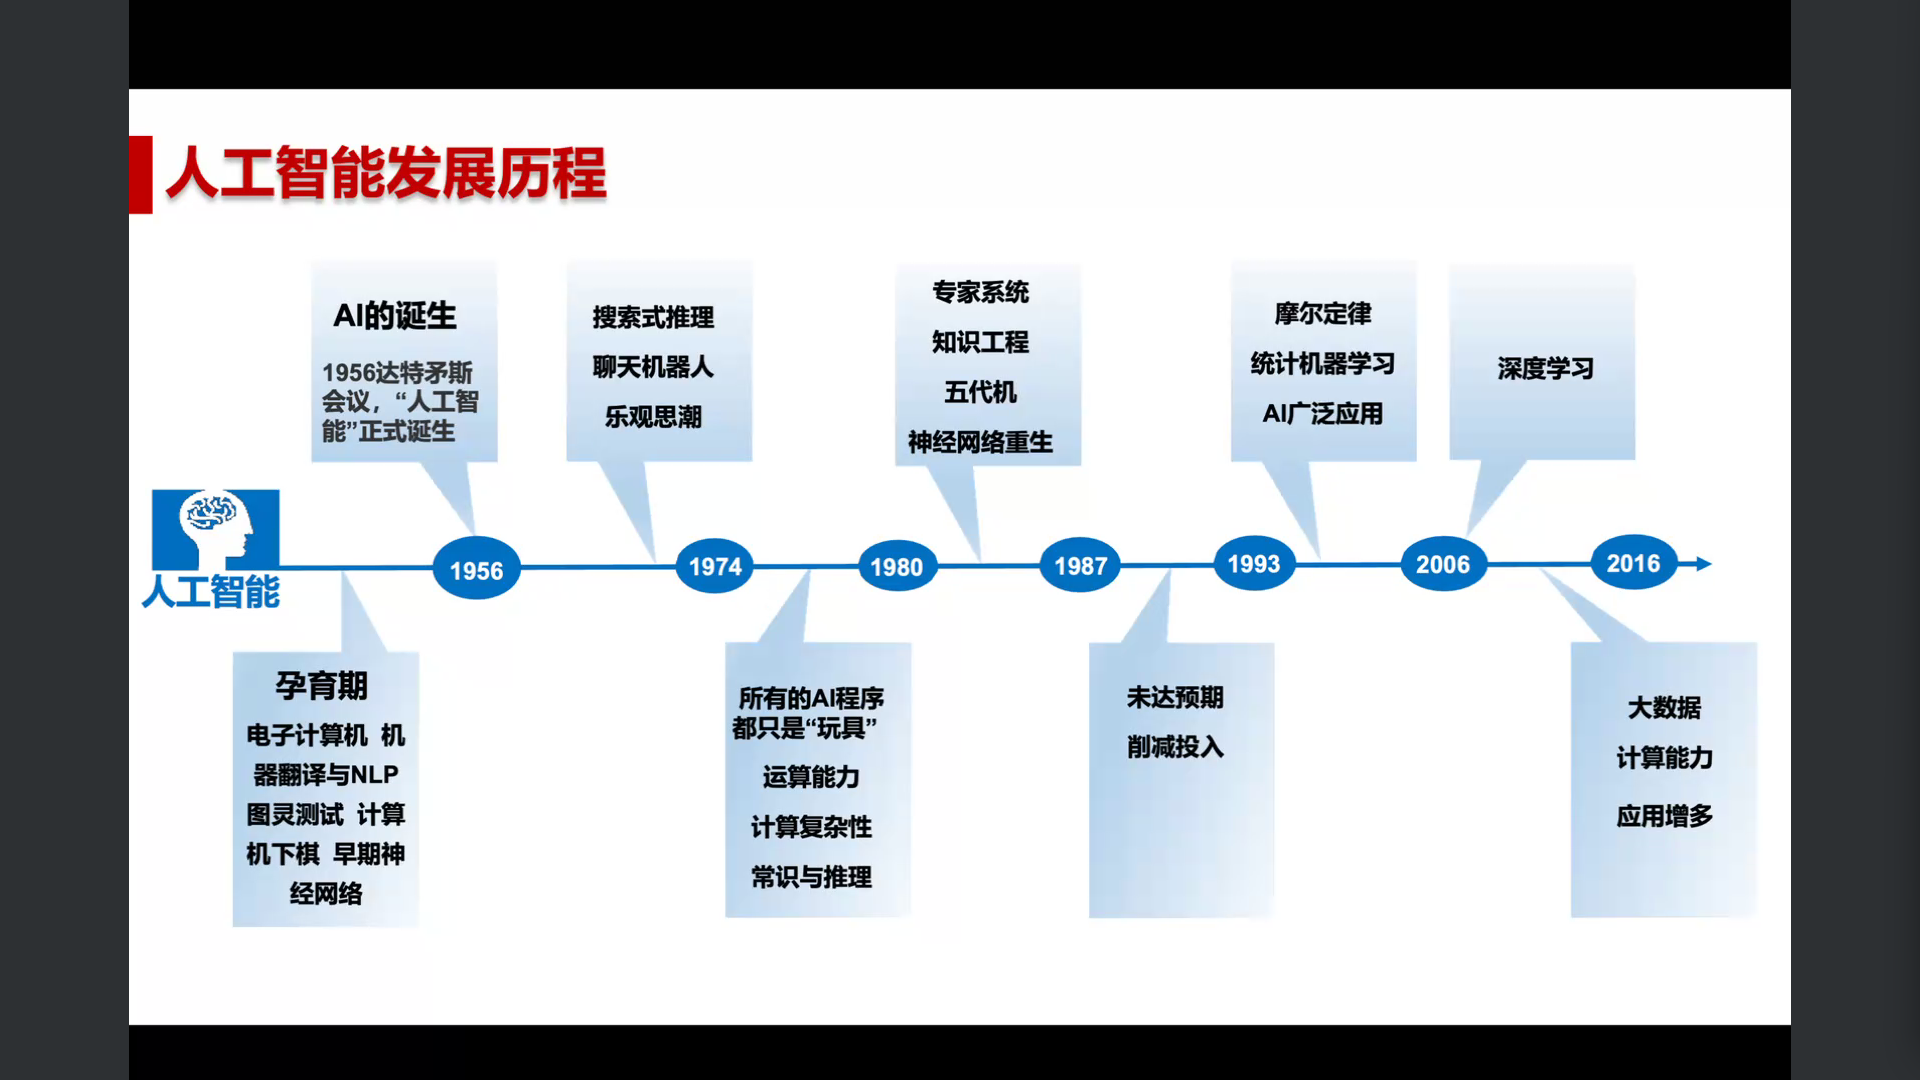 人工智能发展历程
AI的诞生
1956达特矛斯
会议，“人工智
能”正式诞生
搜索式推理
聊天机器人
乐观思潮
专家系统
知识工程
五代机
神经网络重生
摩尔定律
统计机器学习
AI广泛应用
深度学习
人工智能
1956
1974
1980
1987
1993
2006
2016
孕育期
电子计算机 机
器翻译与NLP
图灵测试 计算
机下棋 早期神
经网络
所有的AI程序
都只是“玩具”
运算能力
计算复杂性
常识与推理
未达预期
削减投入
大数据
计算能力
应用增多